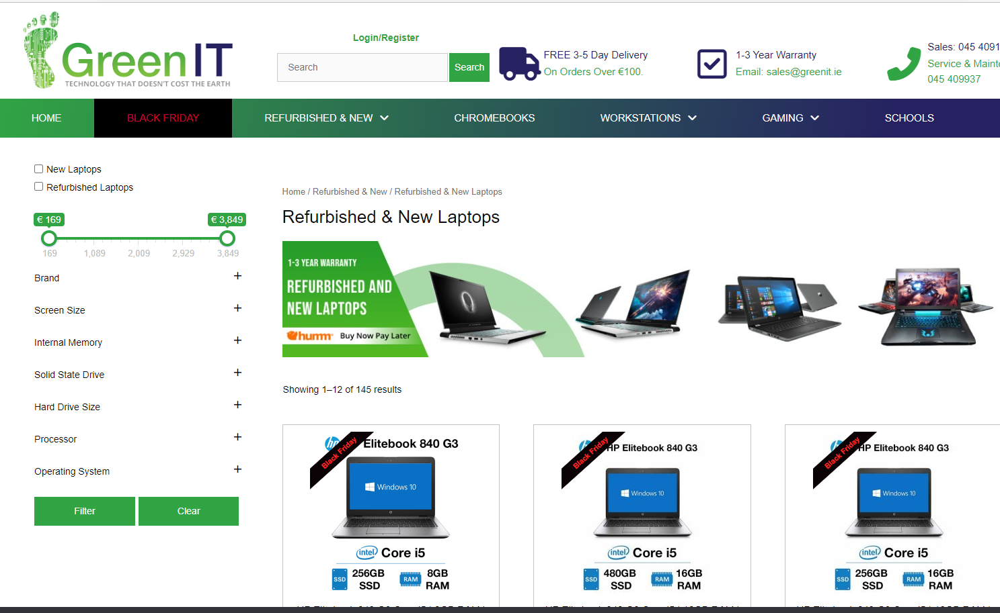 GreenIT
TECHNOLOGY THAT DOESN'T COST THE EARTH
Login/Register
Search
Search
FREE 3-5 Day Delivery
On Orders Over €100.
1-3 Year Warranty
Email: sales@greenit.ie
Sales: 045 4091
Service & Mainte
045 409937
HOME
BLACK FRIDAY
REFURBISHED & NEW
CHROMEBOOKS
WORKSTATIONS
GAMING
SCHOOLS
New Laptops
Refurbished Laptops
€ 169
€ 3,849
169 1,089 2,009 2,929 3,849
Brand +
Screen Size +
Internal Memory +
Solid State Drive +
Hard Drive Size +
Processor +
Operating System +
Filter
Clear
Home / Refurbished & New / Refurbished & New Laptops
Refurbished & New Laptops
1-3 YEAR WARRANTY
REFURBISHED AND
NEW LAPTOPS
humm Buy Now Pay Later
Showing 1–12 of 145 results
hp Elitebook 840 G3
Black Friday
Windows 10
intel Core i5
SSD 256GB SSD
RAM 8GB RAM
HP Elitebook 840 G3
Black Friday
Windows 10
intel Core i5
SSD 480GB SSD
RAM 16GB RAM
HP Elitebook 840 G3
Black Friday
Windows 10
intel Core i5
SSD 256GB SSD
RAM 16GB RAM